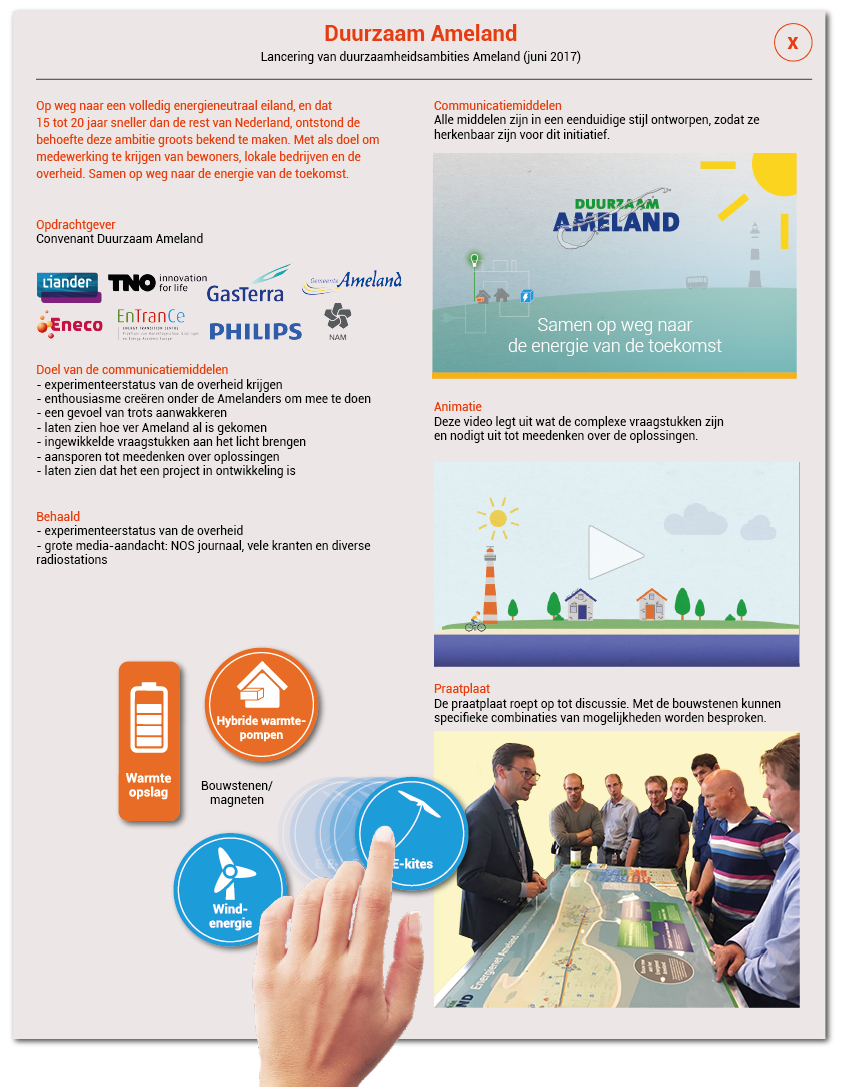 Duurzaam Ameland
Lancering van duurzaamheidsambities Ameland (juni 2017)
X
Op weg naar een volledig energieneutraal eiland, en dat
15 tot 20 jaar sneller dan de rest van Nederland, ontstond de
behoefte deze ambitie groots bekend te maken. Met als doel om
medewerking te krijgen van bewoners, lokale bedrijven en de
overheid. Samen op weg naar de energie van de toekomst.
Opdrachtgever
Convenant Duurzaam Ameland
Liander
TNO innovation
for life
GasTerra
Gemeente Ameland
Eneco
EnTranCe
ENERGY TRANSITION CENTRE
PHILIPS
NAM
Doel van de communicatiemiddelen
- experimenteerstatus van de overheid krijgen
- enthousiasme creëren onder de Amelanders om mee te doen
- een gevoel van trots aanwakkeren
- laten zien hoe ver Ameland al is gekomen
- ingewikkelde vraagstukken aan het licht brengen
- aansporen tot meedenken over oplossingen
- laten zien dat het een project in ontwikkeling is
Behaald
- experimenteerstatus van de overheid
- grote media-aandacht: NOS journaal, vele kranten en diverse
radiostations
Warmte
opslag
Hybride warmte-
pompen
Bouwstenen/
magneten
Wind-
energie
E-kites
Communicatiemiddelen
Alle middelen zijn in een eenduidige stijl ontworpen, zodat ze
herkenbaar zijn voor dit initiatief.
DUURZAAM
AMELAND
Samen op weg naar
de energie van de toekomst
Animatie
Deze video legt uit wat de complexe vraagstukken zijn
en nodigt uit tot meedenken over de oplossingen.
Praatplaat
De praatplaat roept op tot discussie. Met de bouwstenen kunnen
specifieke combinaties van mogelijkheden worden besproken.
Energienet Ameland